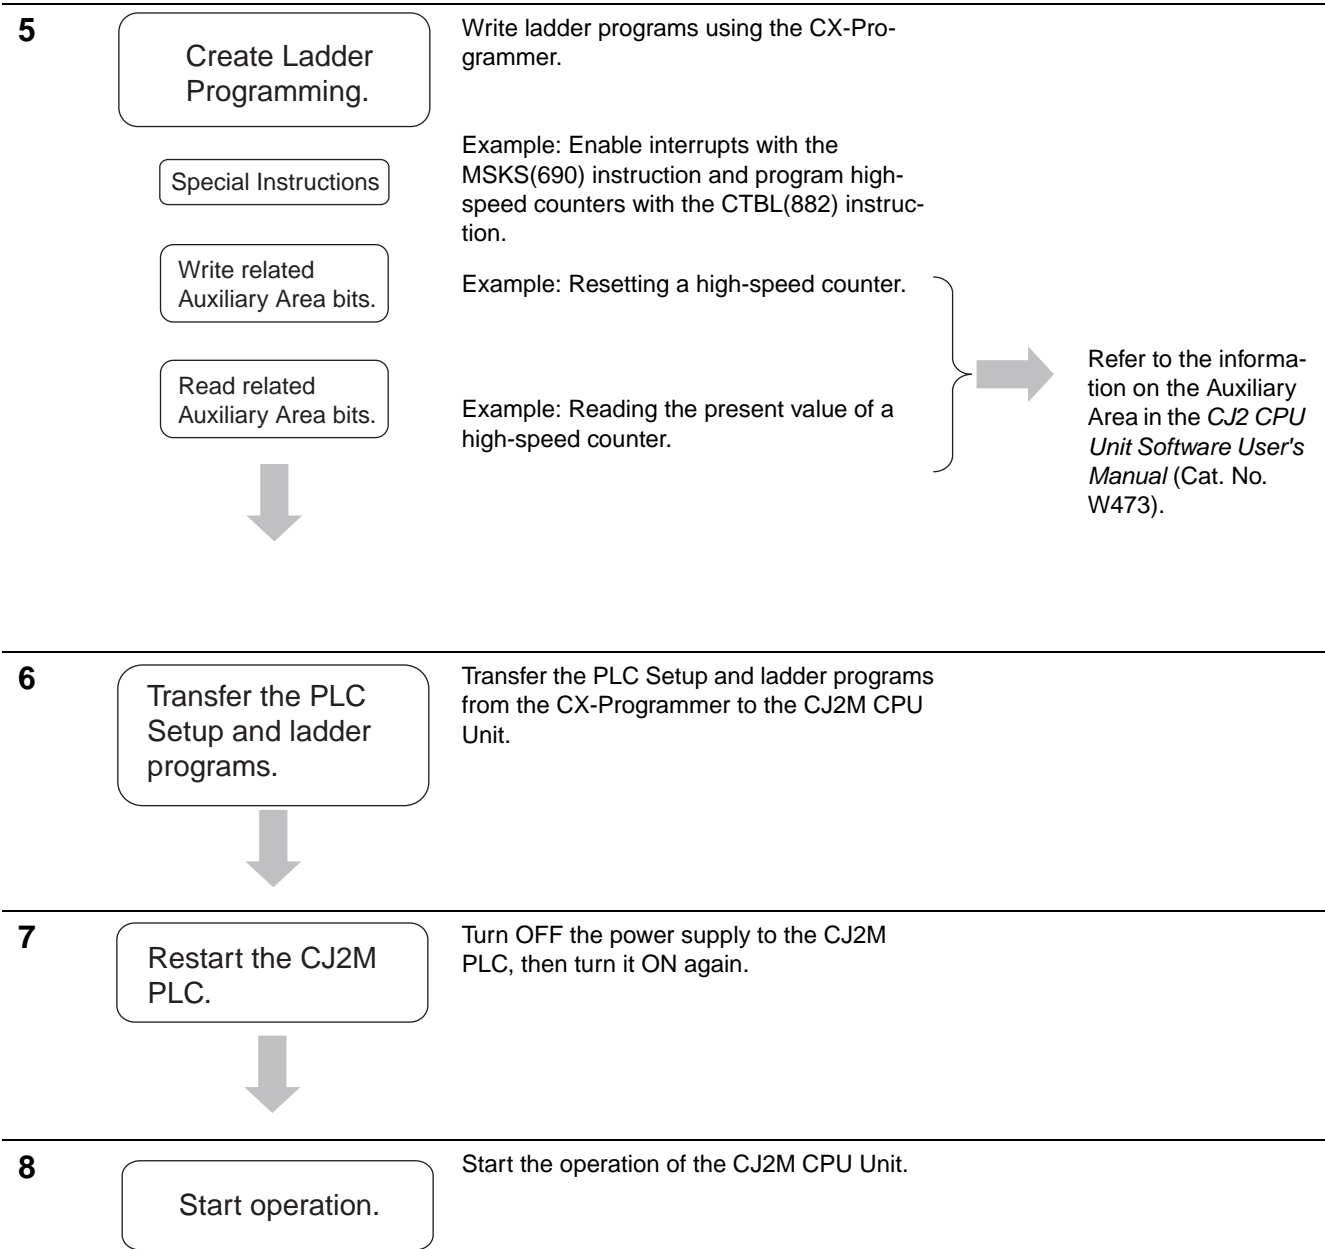 5
Create Ladder
Programming.
Write ladder programs using the CX-Pro-
grammer.
Special Instructions
Example: Enable interrupts with the
MSKS(690) instruction and program high-
speed counters with the CTBL(882) instruc-
tion.
Write related
Auxiliary Area bits.
Example: Resetting a high-speed counter.
Read related
Auxiliary Area bits.
Example: Reading the present value of a
high-speed counter.
Refer to the informa-
tion on the Auxiliary
Area in the CJ2 CPU
Unit Software User's
Manual (Cat. No.
W473).
6
Transfer the PLC
Setup and ladder
programs.
Transfer the PLC Setup and ladder programs
from the CX-Programmer to the CJ2M CPU
Unit.
7
Restart the CJ2M
PLC.
Turn OFF the power supply to the CJ2M
PLC, then turn it ON again.
8
Start operation.
Start the operation of the CJ2M CPU Unit.